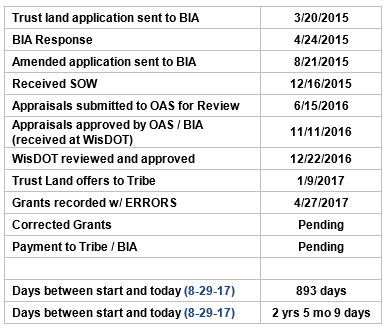 Trust land application sent to BIA 3/20/2015
BIA Response 4/24/2015
Amended application sent to BIA 8/21/2015
Received SOW 12/16/2015
Appraisals submitted to OAS for Review 6/15/2016
Appraisals approved by OAS / BIA
(received at WisDOT) 11/11/2016
WisDOT reviewed and approved 12/22/2016
Trust Land offers to Tribe 1/9/2017
Grants recorded w/ ERRORS 4/27/2017
Corrected Grants Pending
Payment to Tribe / BIA Pending
Days between start and today (8-29-17) 893 days
Days between start and today (8-29-17) 2 yrs 5 mo 9 days